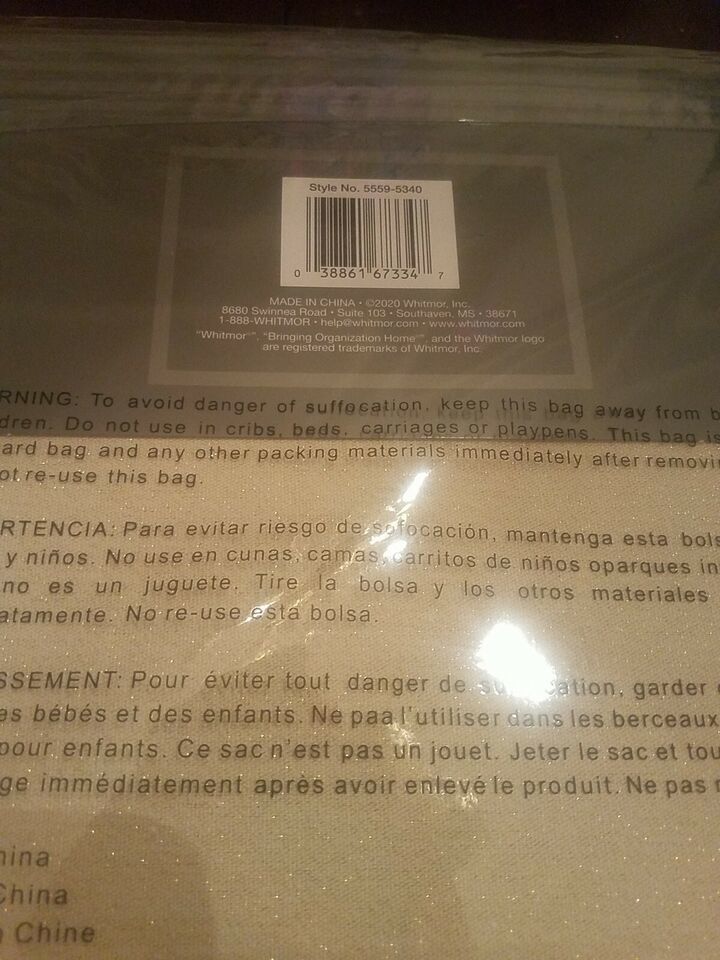 Style No. 5559-5340
0 38861 67334 7
MADE IN CHINA • ©2020 Whitmor, Inc.
8680 Swinnea Road • Suite 103 • Southaven, MS • 38671
1-888-WHITMOR • help@whitmor.com • www.whitmor.com
"Whitmor®", "Bringing Organization Home®", and the Whitmor logo
are registered trademarks of Whitmor, Inc.
RNING: To avoid danger of suffocation, keep this bag away from b
dren. Do not use in cribs, beds, carriages or playpens. This bag is
ard bag and any other packing materials immediately after removi
ot re-use this bag.
RTENCIA: Para evitar riesgo de sofocación, mantenga esta bols
y niños. No use en cunas, camas, carritos de niños oparques in
no es un juguete. Tire la bolsa y los otros materiales
atamente. No re-use esta bolsa.
SSEMENT: Pour éviter tout danger de suffocation, garder
es bébés et des enfants. Ne paa l'utiliser dans les berceaux
pour enfants. Ce sac n'est pas un jouet. Jeter le sac et tou
ge immédiatement après avoir enlevé le produit. Ne pas r
hina
China
Chine